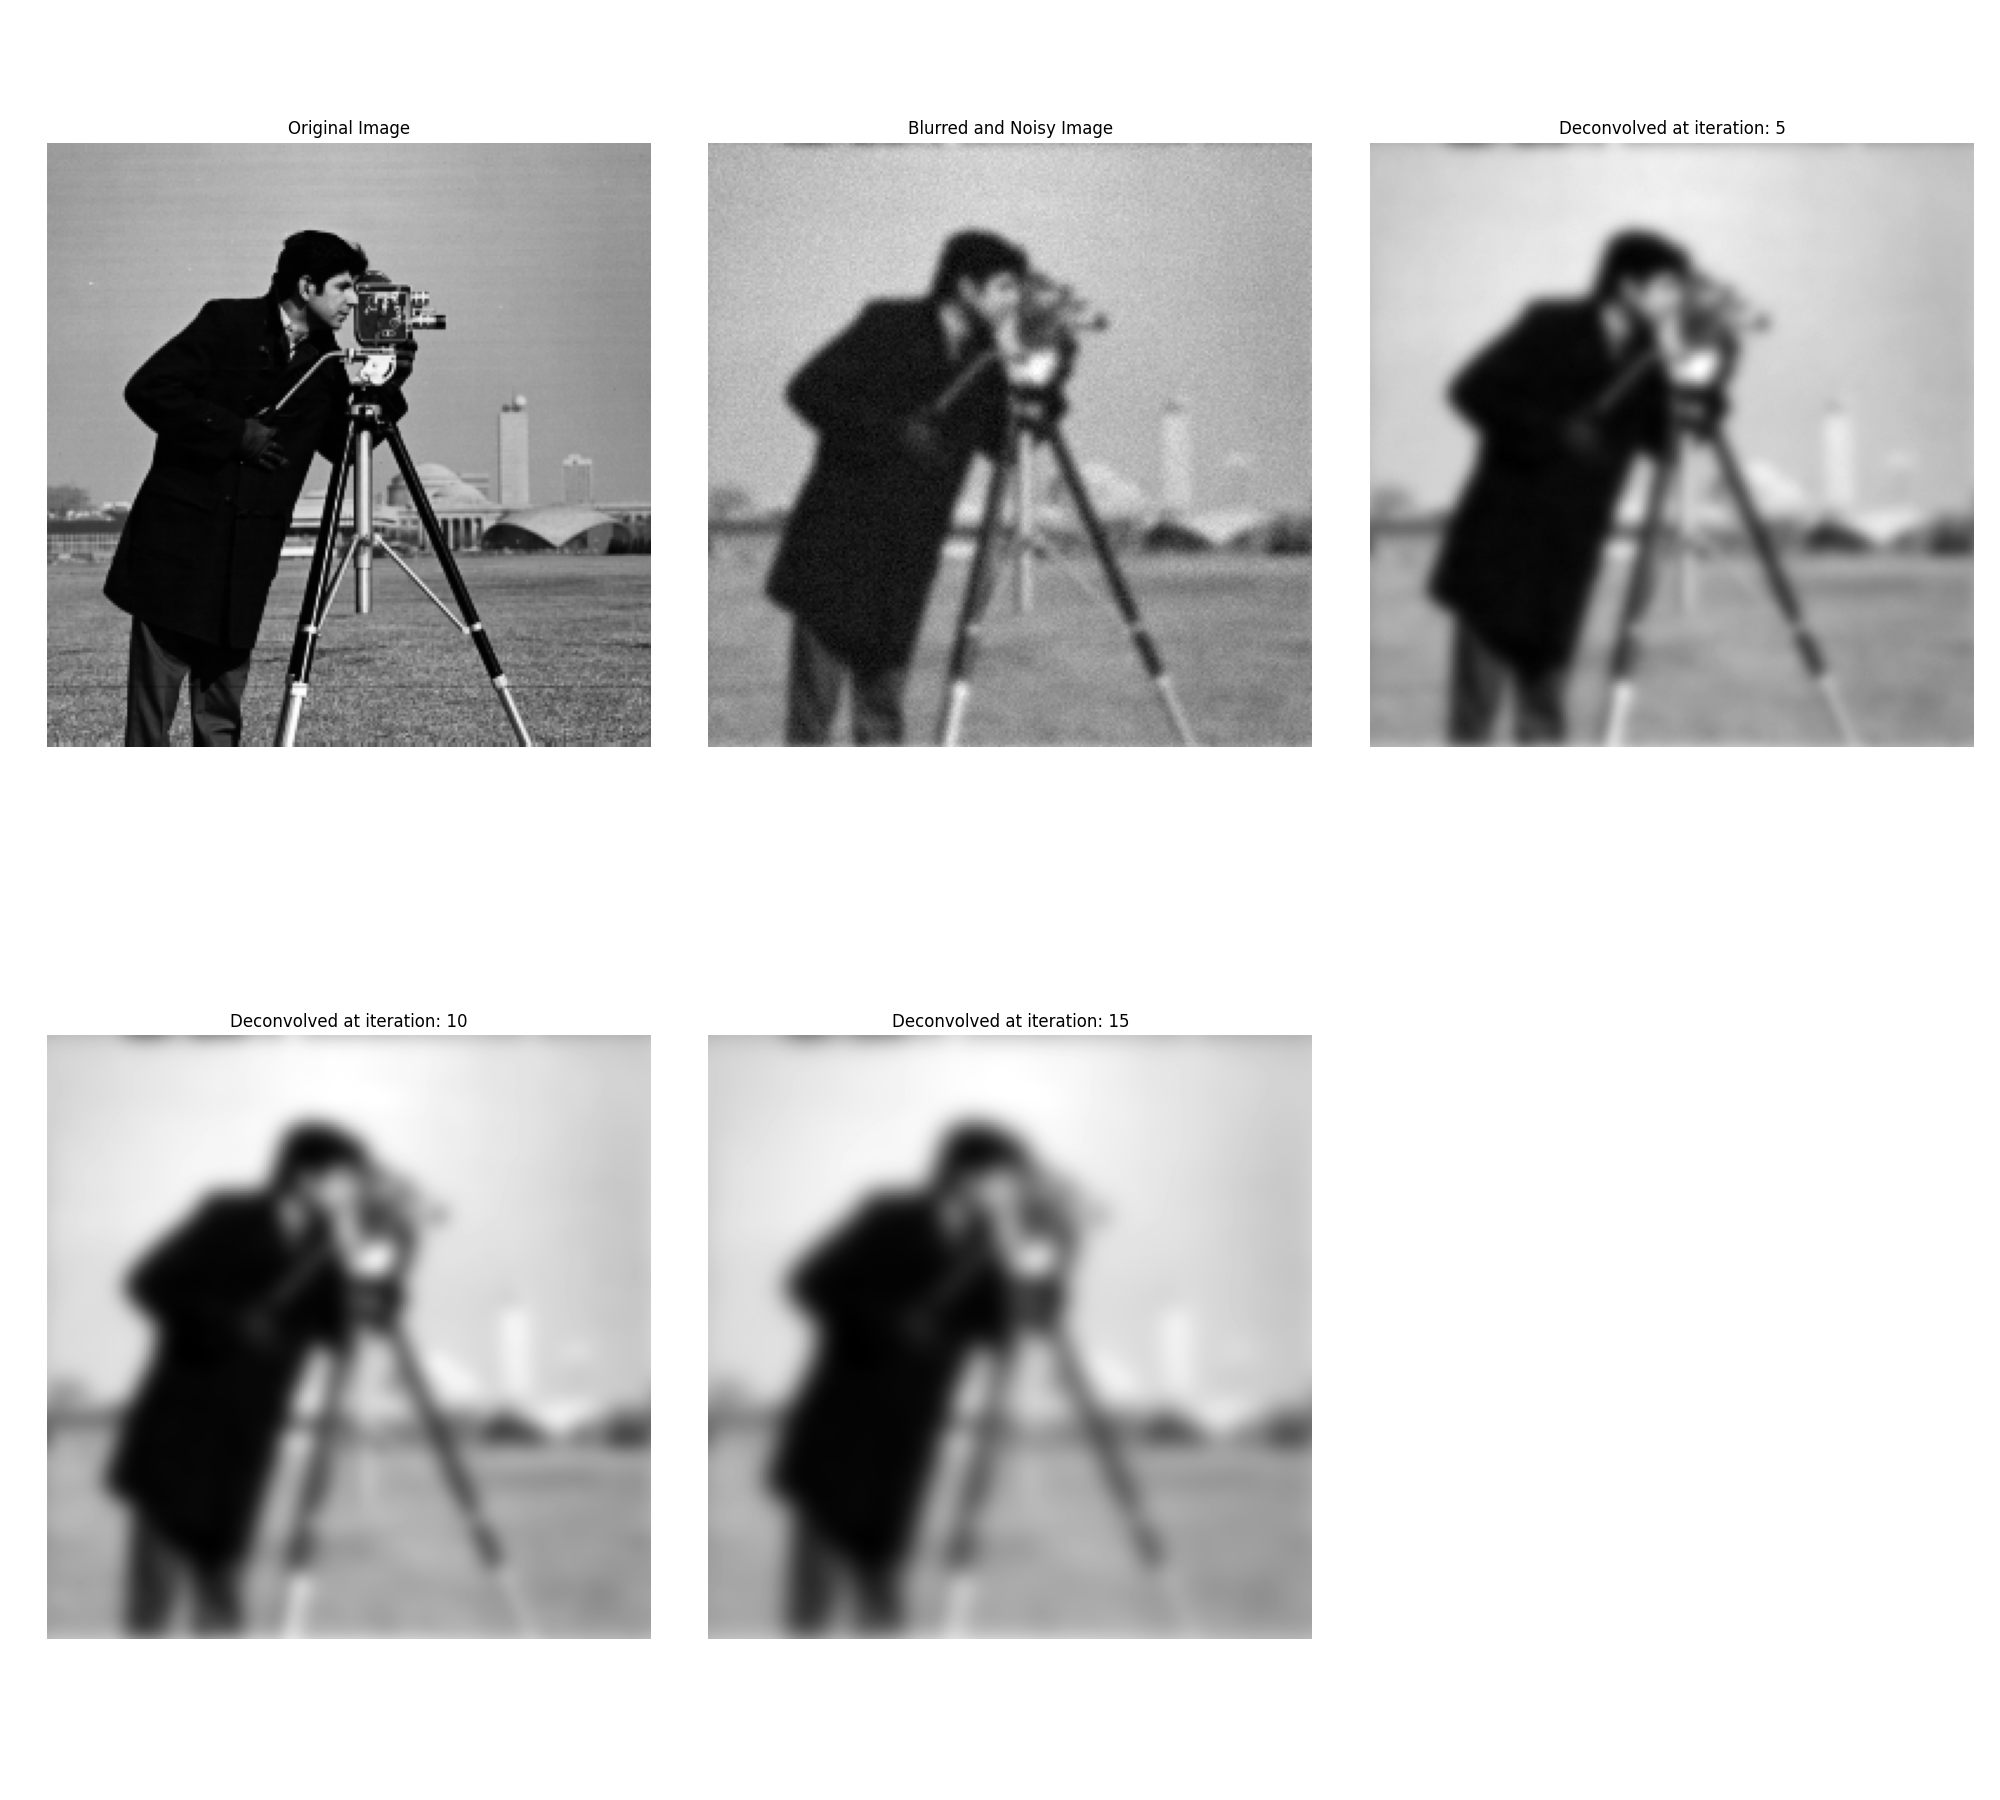 Original Image
Blurred and Noisy Image
Deconvolved at iteration: 5
Deconvolved at iteration: 10
Deconvolved at iteration: 15